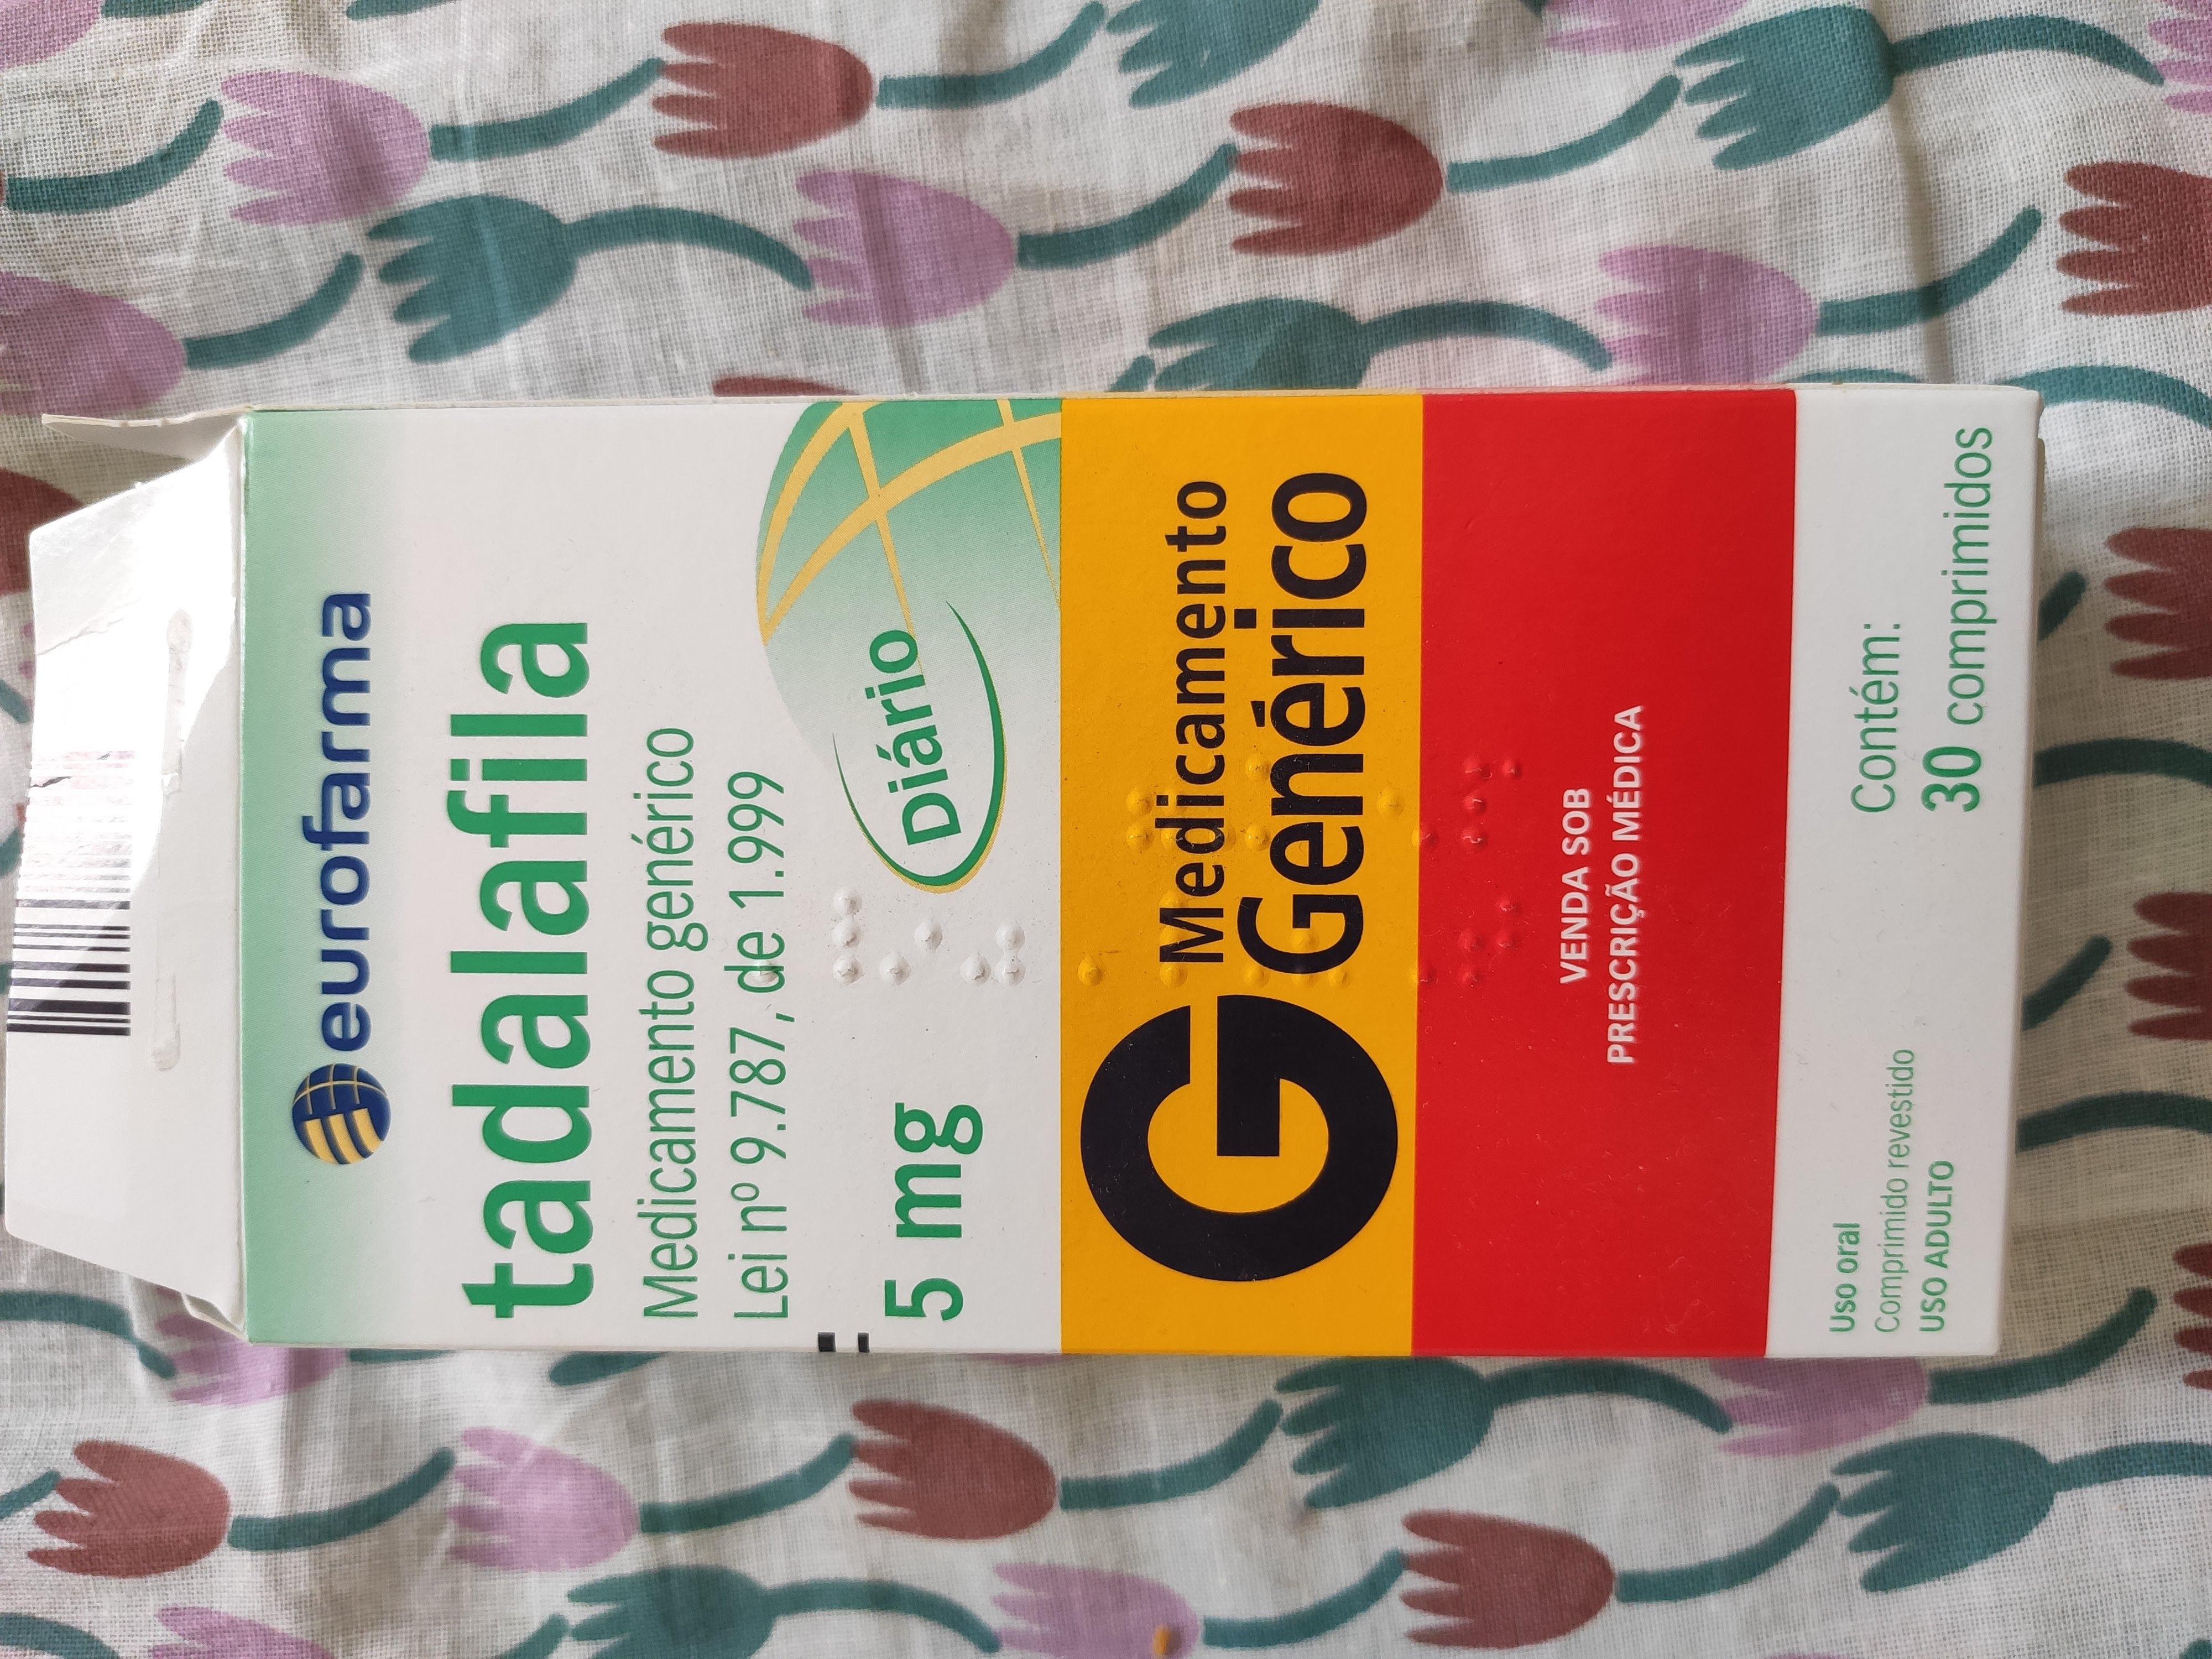 eurofarma
tadalafila
Medicamento genérico
Lei nº 9.787, de 1.999
5 mg
Diário
G Medicamento
Genérico
VENDA SOB
PRESCRIÇÃO MÉDICA
Uso oral
Comprimido revestido
USO ADULTO
Contém:
30 comprimidos